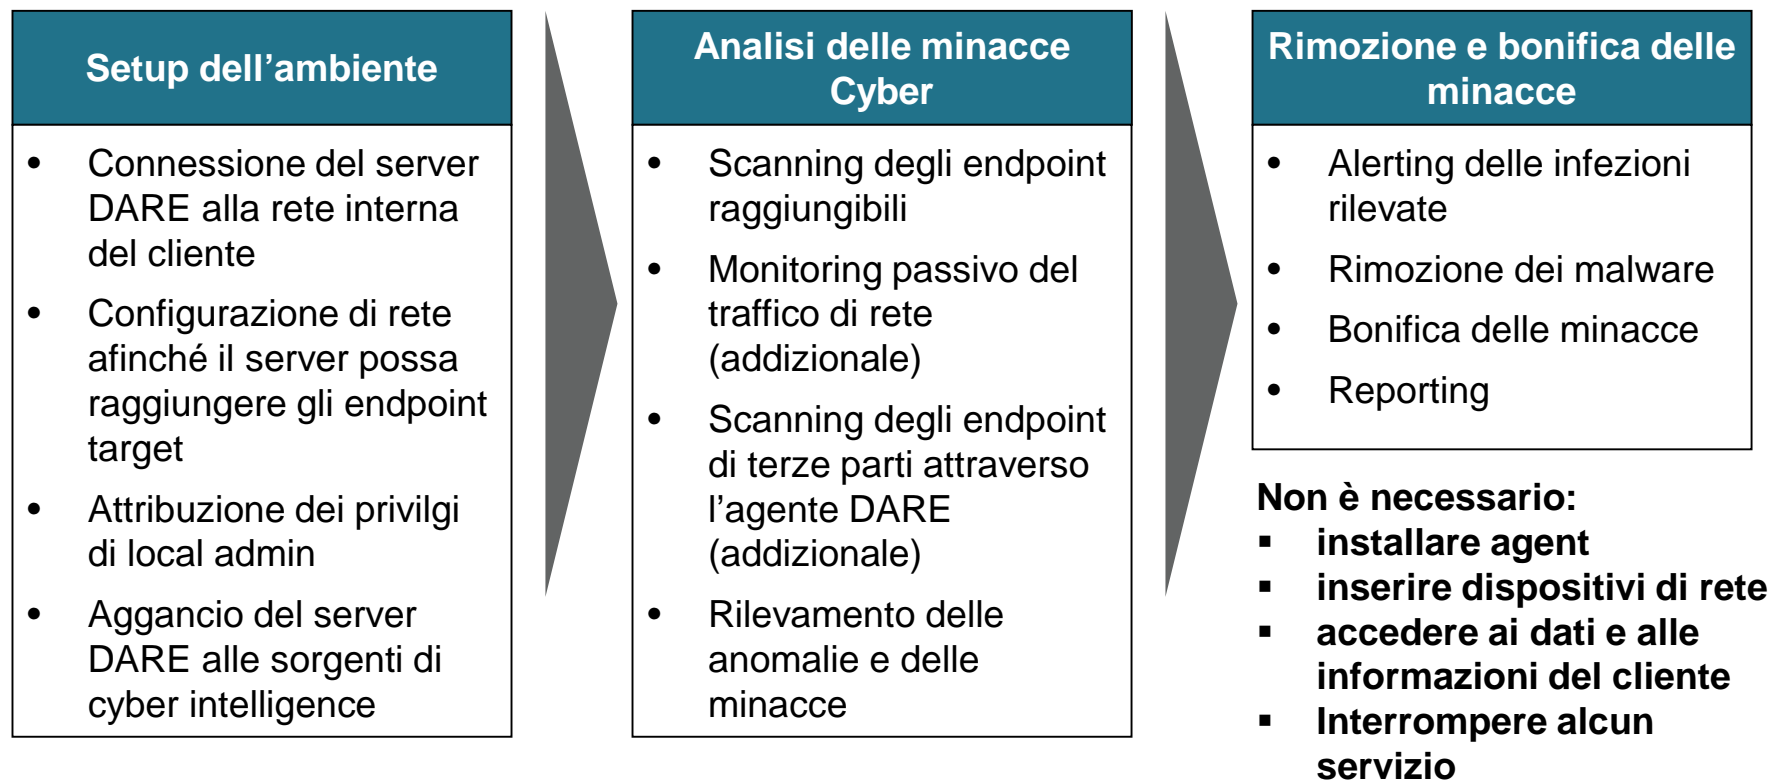 Setup dell’ambiente
• Connessione del server
DARE alla rete interna
del cliente
• Configurazione di rete
afinché il server possa
raggiungere gli endpoint
target
• Attribuzione dei privilgi
di local admin
• Aggancio del server
DARE alle sorgenti di
cyber intelligence
Analisi delle minacce
Cyber
• Scanning degli endpoint
raggiungibili
• Monitoring passivo del
traffico di rete
(addizionale)
• Scanning degli endpoint
di terze parti attraverso
l’agente DARE
(addizionale)
• Rilevamento delle
anomalie e delle
minacce
Rimozione e bonifica delle
minacce
• Alerting delle infezioni
rilevate
• Rimozione dei malware
• Bonifica delle minacce
• Reporting
Non è necessario:
▪ installare agent
▪ inserire dispositivi di rete
▪ accedere ai dati e alle
informazioni del cliente
▪ Interrompere alcun
servizio